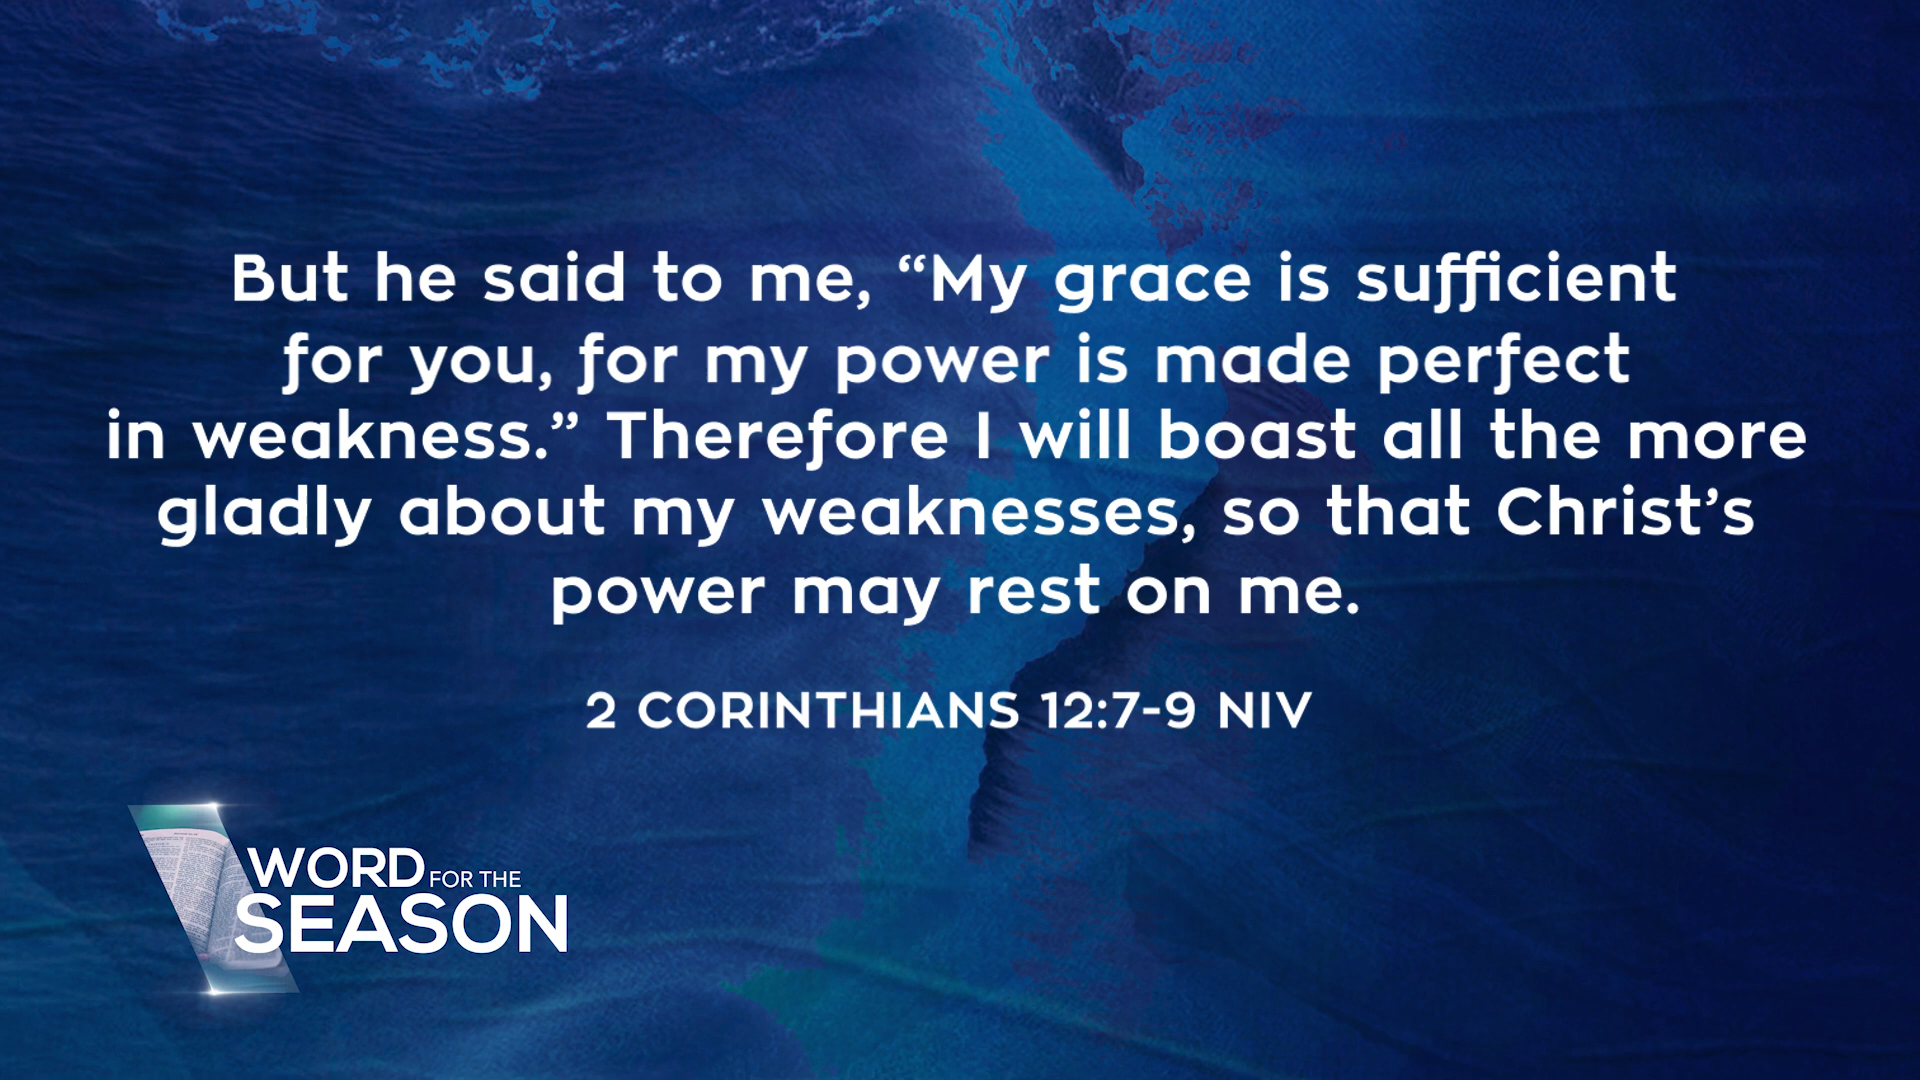 But he said to me, “My grace is sufficient
for you, for my power is made perfect
in weakness.” Therefore I will boast all the more
gladly about my weaknesses, so that Christ’s
power may rest on me.
2 CORINTHIANS 12:7-9 NIV
WORD FOR THE
SEASON